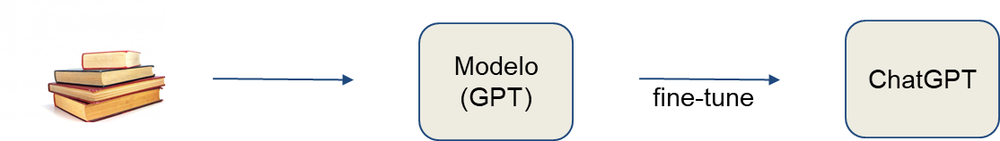 Modelo
(GPT)
fine-tune
ChatGPT